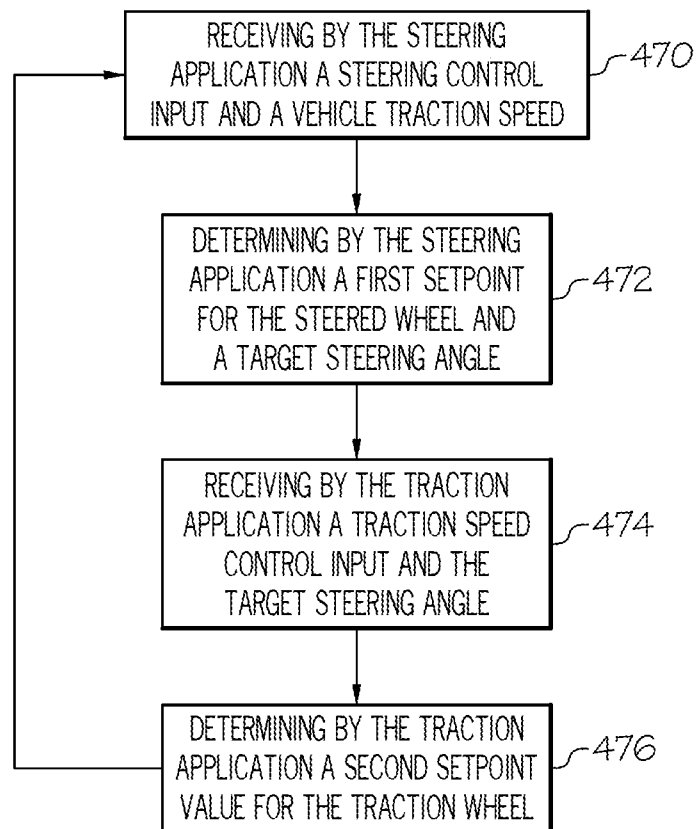 RECEIVING BY THE STEERING
APPLICATION A STEERING CONTROL
INPUT AND A VEHICLE TRACTION SPEED
470
DETERMINING BY THE STEERING
APPLICATION A FIRST SETPOINT
FOR THE STEERED WHEEL AND
A TARGET STEERING ANGLE
472
RECEIVING BY THE TRACTION
APPLICATION A TRACTION SPEED
CONTROL INPUT AND THE
TARGET STEERING ANGLE
474
DETERMINING BY THE TRACTION
APPLICATION A SECOND SETPOINT
VALUE FOR THE TRACTION WHEEL
476